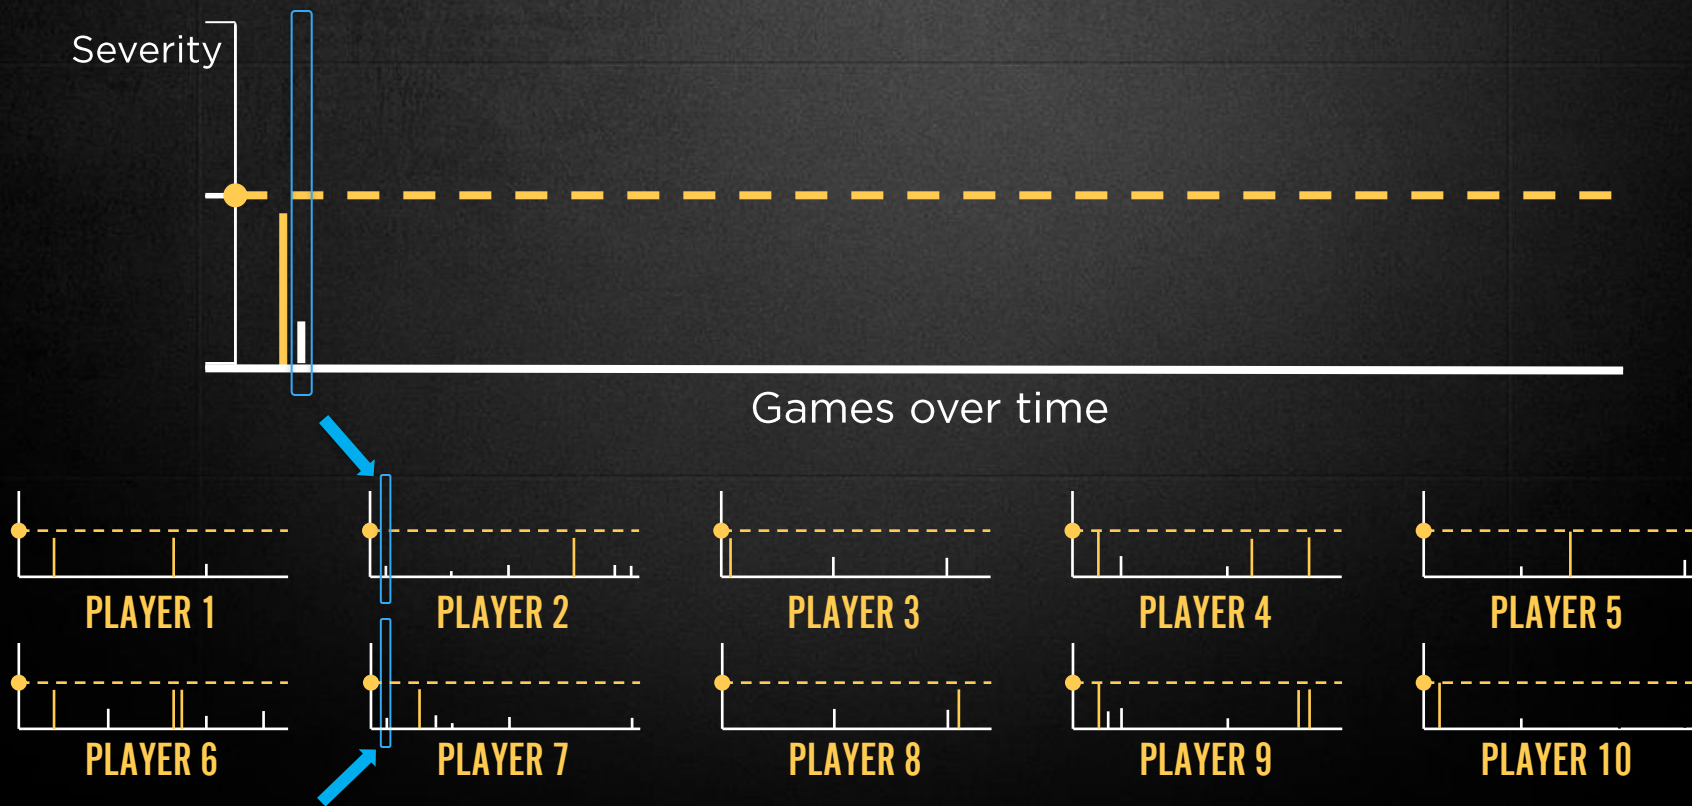 Severity
Games over time
PLAYER 1
PLAYER 2
PLAYER 3
PLAYER 4
PLAYER 5
PLAYER 6
PLAYER 7
PLAYER 8
PLAYER 9
PLAYER 10